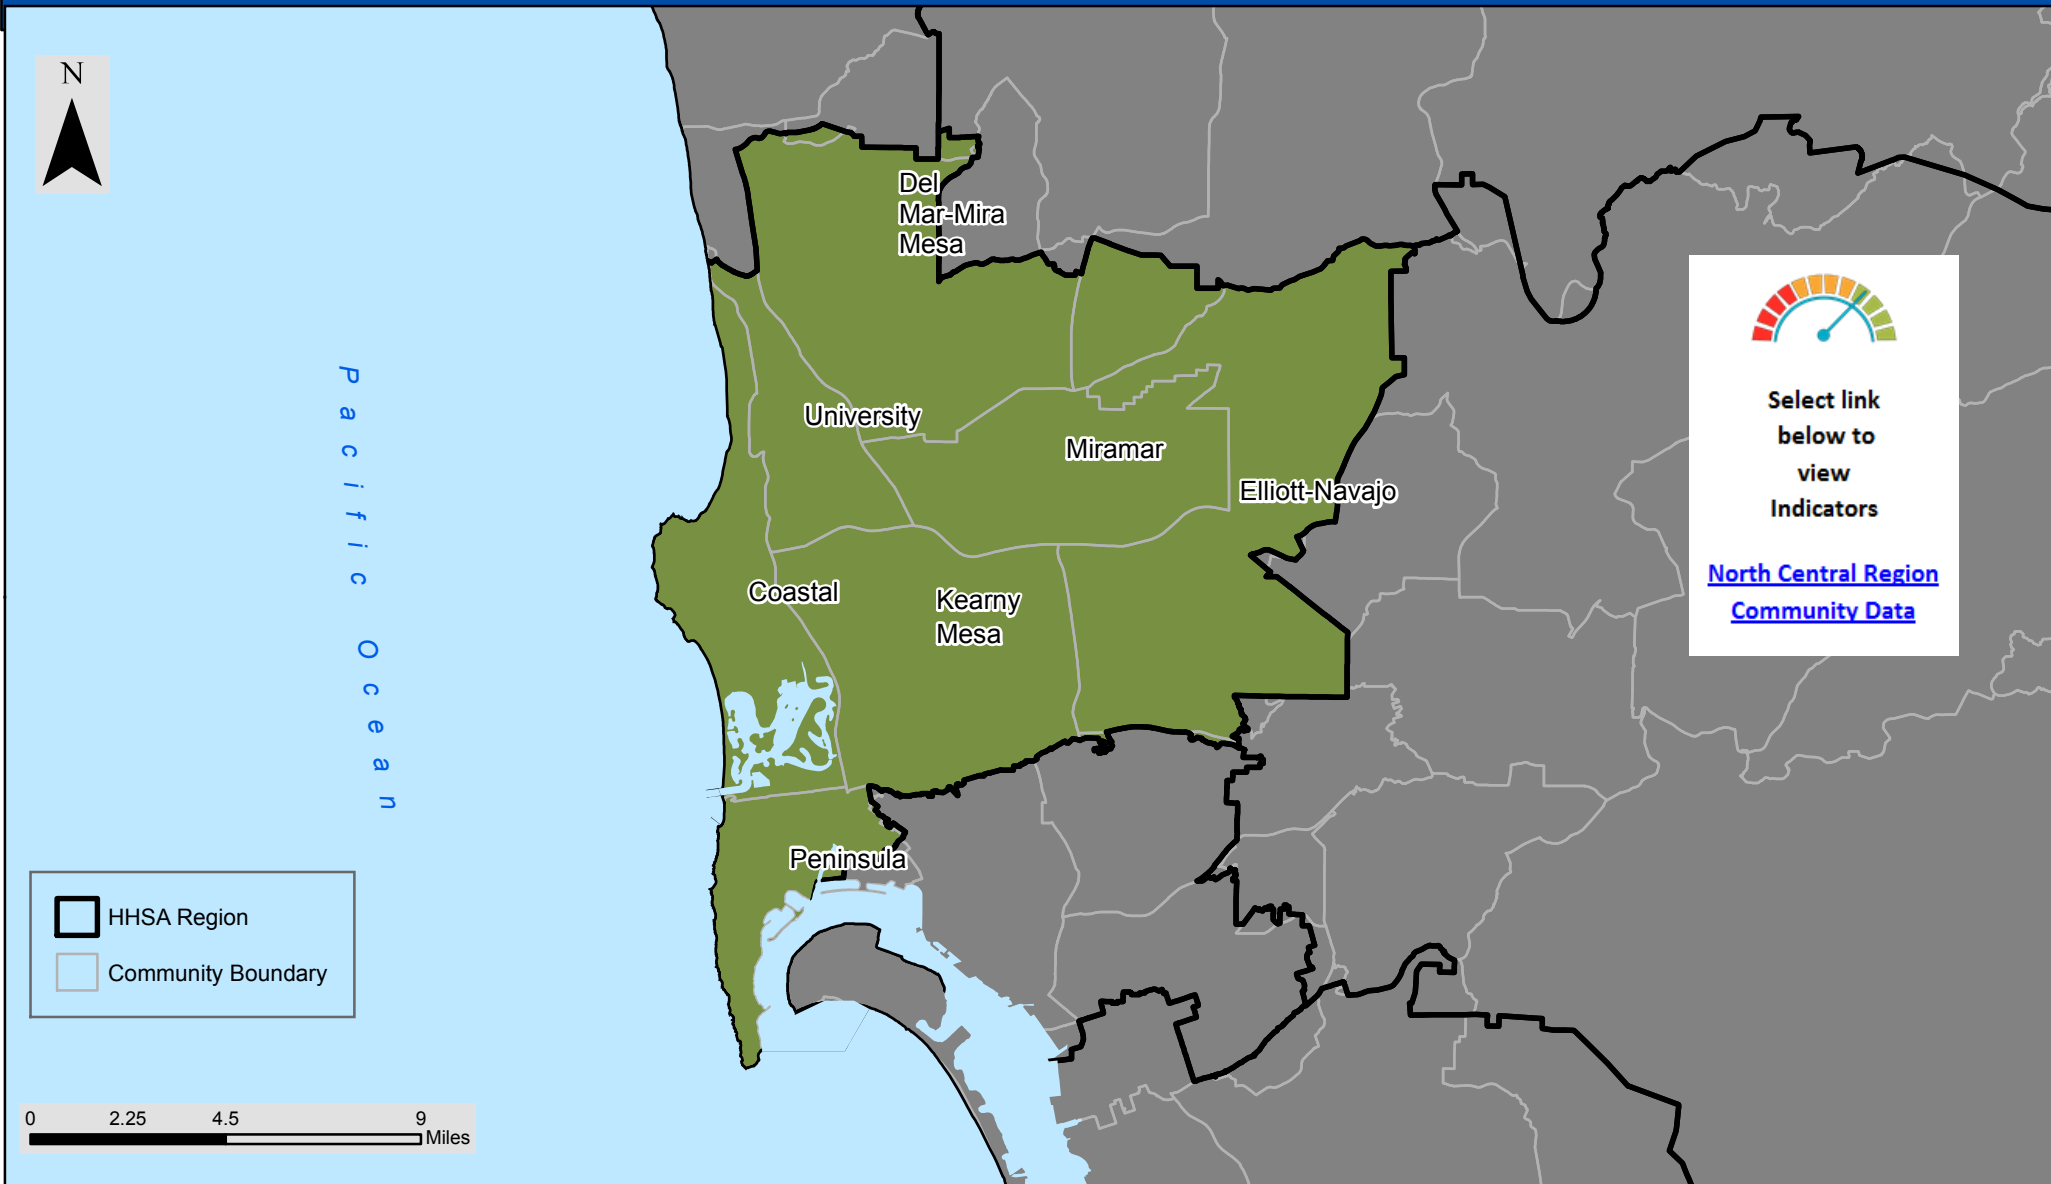 N
Del
Mar-Mira
Mesa
University
Miramar
Elliott-Navajo
Coastal
Kearny
Mesa
Peninsula
Pacific Ocean
Select link
below to
view
Indicators
North Central Region
Community Data
HHSA Region
Community Boundary
0 2.25 4.5 9
Miles